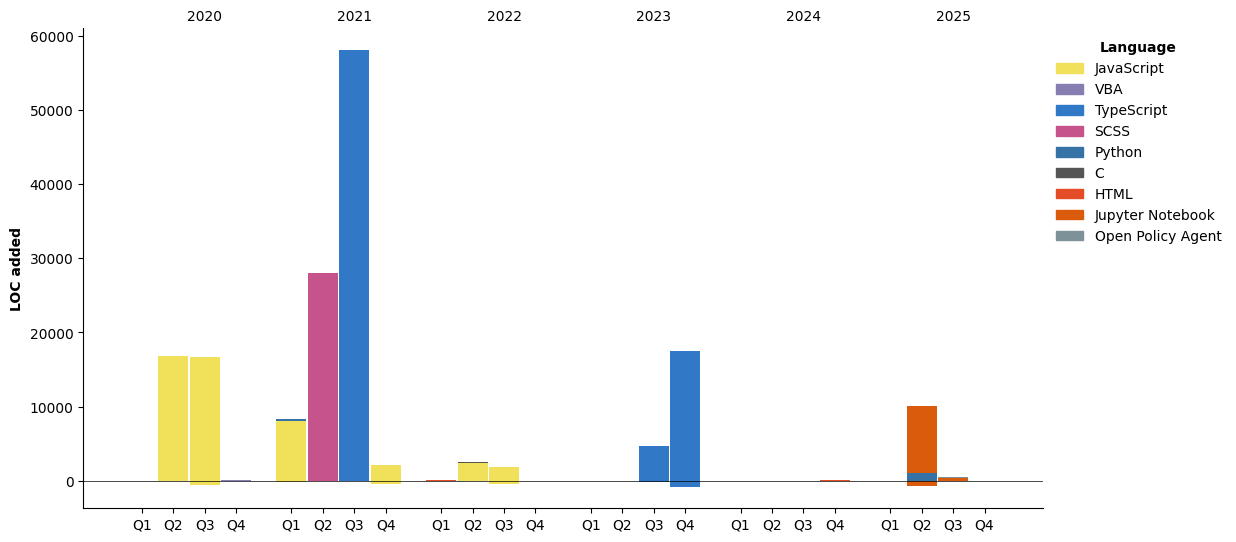 2020 2021 2022 2023 2024 2025
60000
50000
40000
30000
20000
10000
0
LOC added
Q1 Q2 Q3 Q4 Q1 Q2 Q3 Q4 Q1 Q2 Q3 Q4 Q1 Q2 Q3 Q4 Q1 Q2 Q3 Q4 Q1 Q2 Q3 Q4
Language
JavaScript
VBA
TypeScript
SCSS
Python
C
HTML
Jupyter Notebook
Open Policy Agent